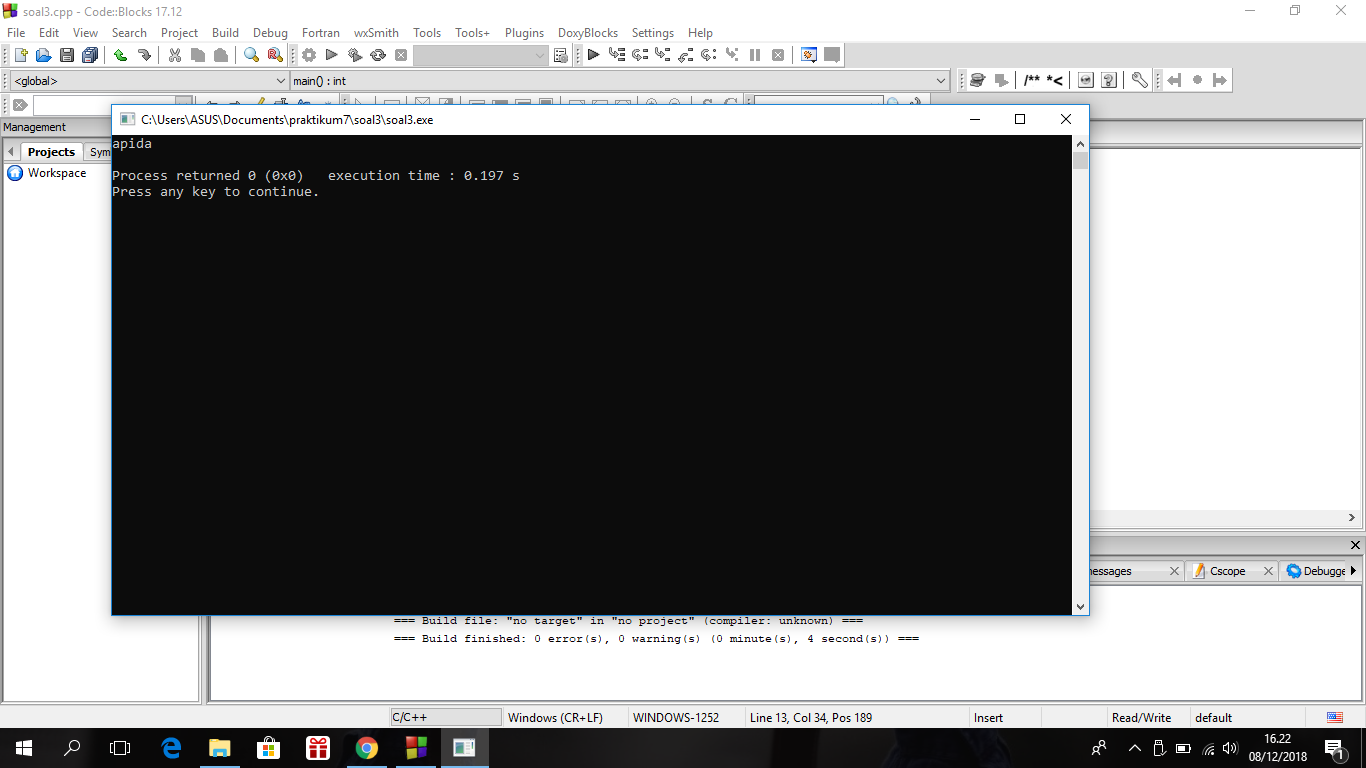 soal3.cpp - Code::Blocks 17.12
File Edit View Search Project Build Debug Fortran wxSmith Tools Tools+ Plugins DoxyBlocks Settings Help
<global> main() : int /** *<
C:\Users\ASUS\Documents\praktikum7\soal3\soal3.exe
Management
Projects Sym
Workspace
apida
Process returned 0 (0x0) execution time : 0.197 s
Press any key to continue.
essages Cscope Debugge
=== Build file: "no target" in "no project" (compiler: unknown) ===
=== Build finished: 0 error(s), 0 warning(s) (0 minute(s), 4 second(s)) ===
C/C++ Windows (CR+LF) WINDOWS-1252 Line 13, Col 34, Pos 189 Insert Read/Write default
16.22
08/12/2018
1